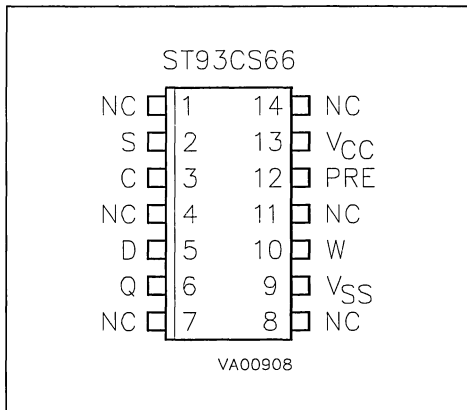 ST93CS66
NC 1 14 NC
S 2 13 VCC
C 3 12 PRE
NC 4 11 NC
D 5 10 W
Q 6 9 VSS
NC 7 8 NC
VA00908